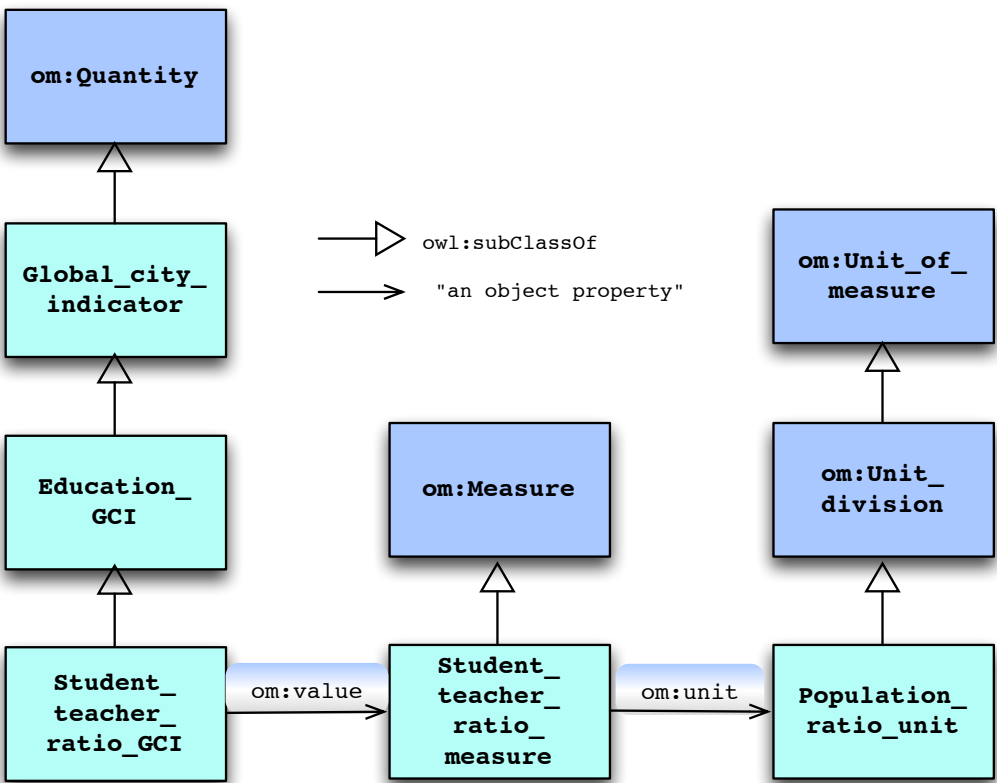 om:Quantity
Global_city_
indicator
owl:subClassOf
"an object property"
om:Unit_of_
measure
Education_
GCI
om:Measure
om:Unit_
division
Student_
teacher_
ratio_GCI
om:value
Student_
teacher_
ratio_
measure
om:unit
Population_
ratio_unit